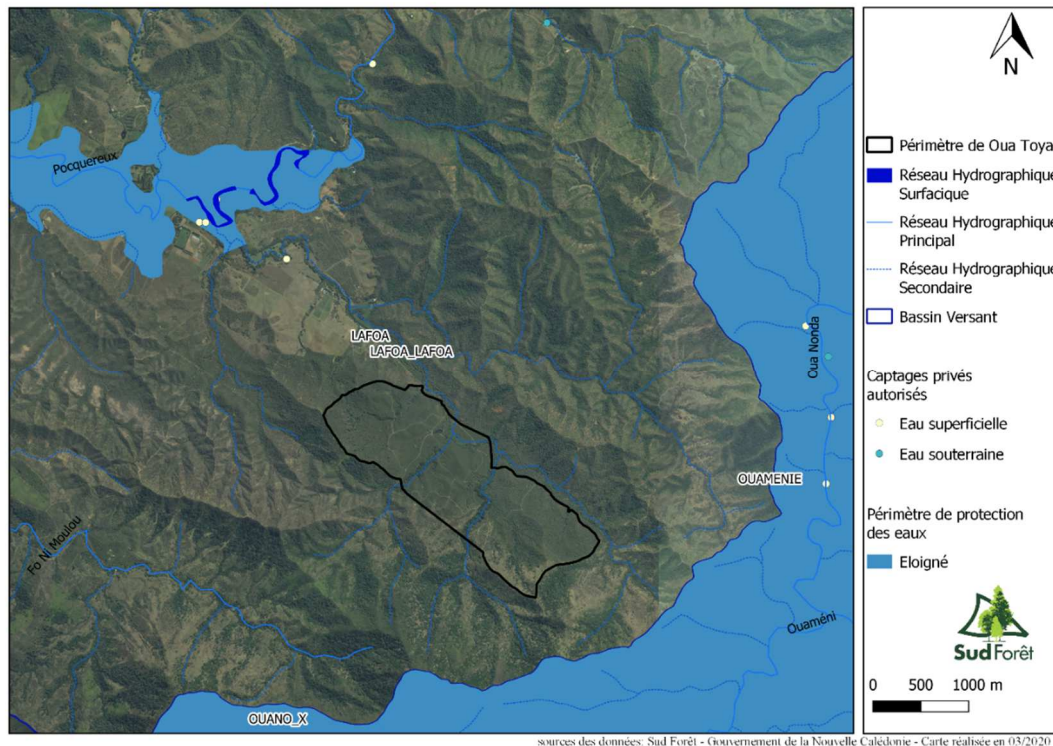 Pocquereux
LAFOA
LAFOA_LAFOA
Oua Nonda
OUAMENIE
Fo Ni Moulou
Ouaméni
OUANO_X
N
Périmètre de Oua Toya
Réseau Hydrographique
Surfacique
Réseau Hydrographique
Principal
Réseau Hydrographique
Secondaire
Bassin Versant
Captages privés
autorisés
Eau superficielle
Eau souterraine
Périmètre de protection
des eaux
Eloigné
Sud Forêt
0 500 1000 m
sources des données: Sud Forêt - Gouvernement de la Nouvelle Calédonie - Carte réalisée en 03/2020